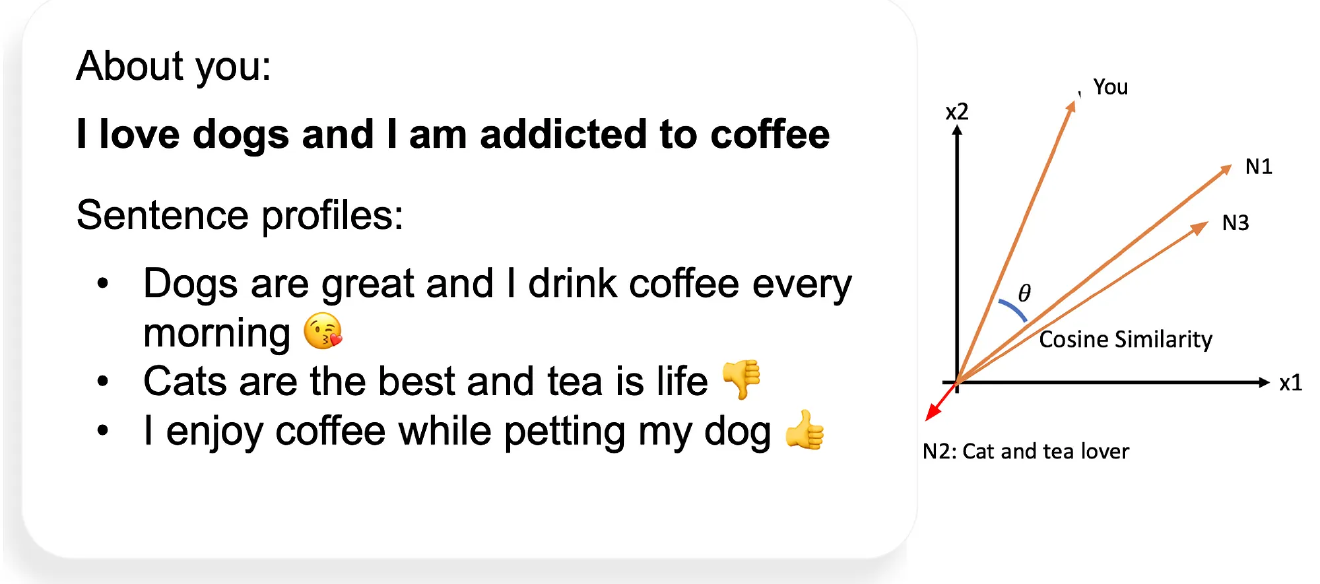 About you:
I love dogs and I am addicted to coffee
Sentence profiles:
• Dogs are great and I drink coffee every
morning 😘
• Cats are the best and tea is life 👎
• I enjoy coffee while petting my dog 👍
You
x2
N1
N3
θ
Cosine Similarity
x1
N2: Cat and tea lover